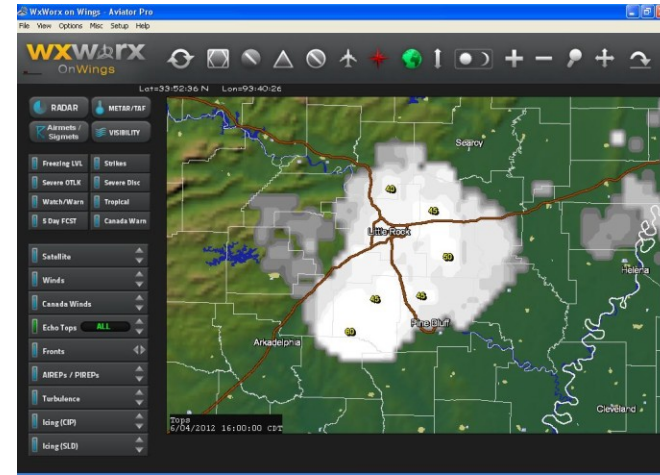 WxWorx on Wings - Aviator Pro
File View Options Misc Setup Help
WXWORX
OnWings
Lat=33:52:36 N Lon=93:40:26
RADAR
METAR/TAF
Airmets / Sigmets
VISIBILITY
Freezing LVL
Strikes
Severe OTLK
Severe Disc
Watch/Warn
Tropical
5 Day FCST
Canada Warn
Satellite
Winds
Canada Winds
Echo Tops ALL
Fronts
AIREPs / PIREPs
Turbulence
Icing (CIP)
Icing (SLD)
Searcy
45
45
Little Rock
50
Helena
45
45
Pine Bluff
Arkadelphia
Cleveland
Tops
6/04/2012 16:00:00 CDT